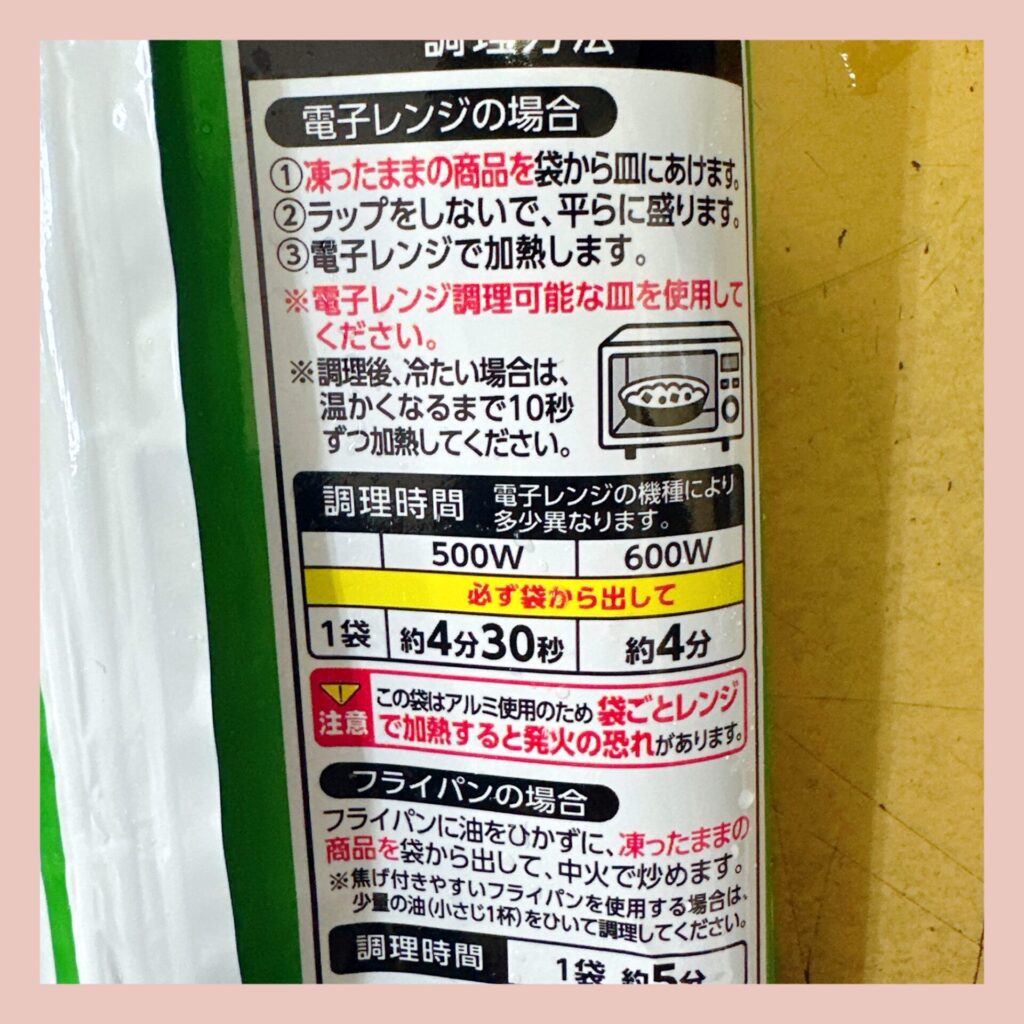 調理方法
電子レンジの場合
①凍ったままの商品を袋から皿にあけます。
②ラップをしないで、平らに盛ります。
③電子レンジで加熱します。
※電子レンジ調理可能な皿を使用して
ください。
※調理後、冷たい場合は、
温かくなるまで10秒
ずつ加熱してください。
調理時間 電子レンジの機種により
多少異なります。
500W 600W
必ず袋から出して
1袋 約4分30秒 約4分
注意 この袋はアルミ使用のため 袋ごとレンジ
で加熱すると発火の恐れがあります。
フライパンの場合
フライパンに油をひかずに、凍ったままの
商品を袋から出して、中火で炒めます。
※焦げ付きやすいフライパンを使用する場合は、
少量の油(小さじ1杯)をひいて調理してください。
調理時間 1袋 約5分